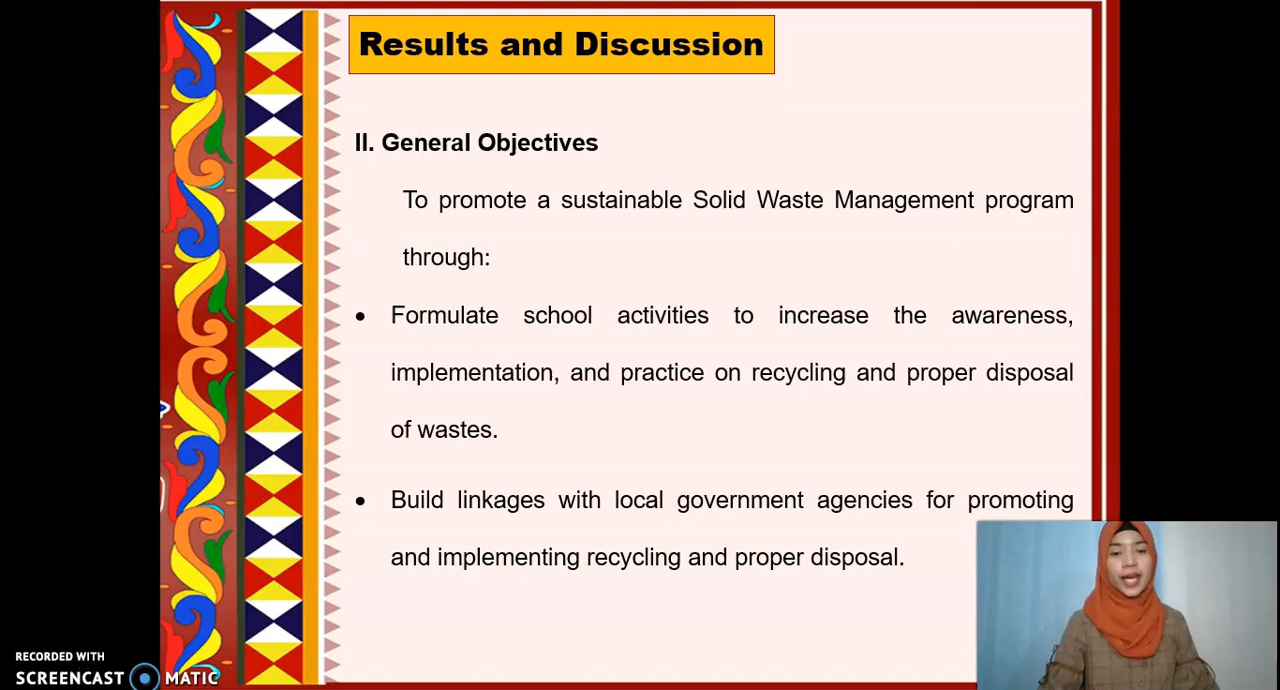 Results and Discussion
II. General Objectives
To promote a sustainable Solid Waste Management program
through:
• Formulate school activities to increase the awareness,
implementation, and practice on recycling and proper disposal
of wastes.
• Build linkages with local government agencies for promoting
and implementing recycling and proper disposal.
RECORDED WITH
SCREENCAST MATIC